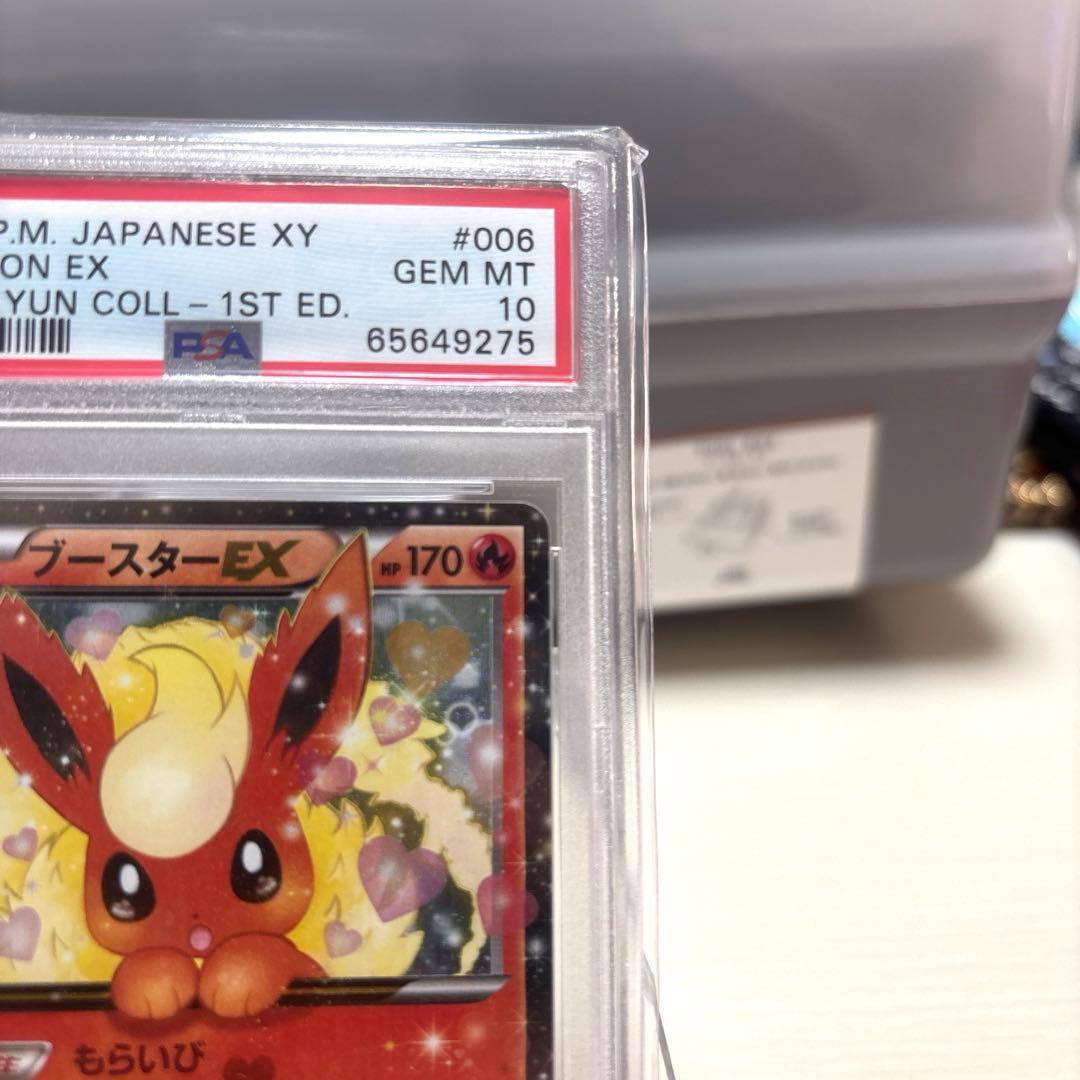 P.M. JAPANESE XY #006
ON EX GEM MT
YUN COLL - 1ST ED. 10
PSA 65649275
ブースターEX HP 170
もらいび